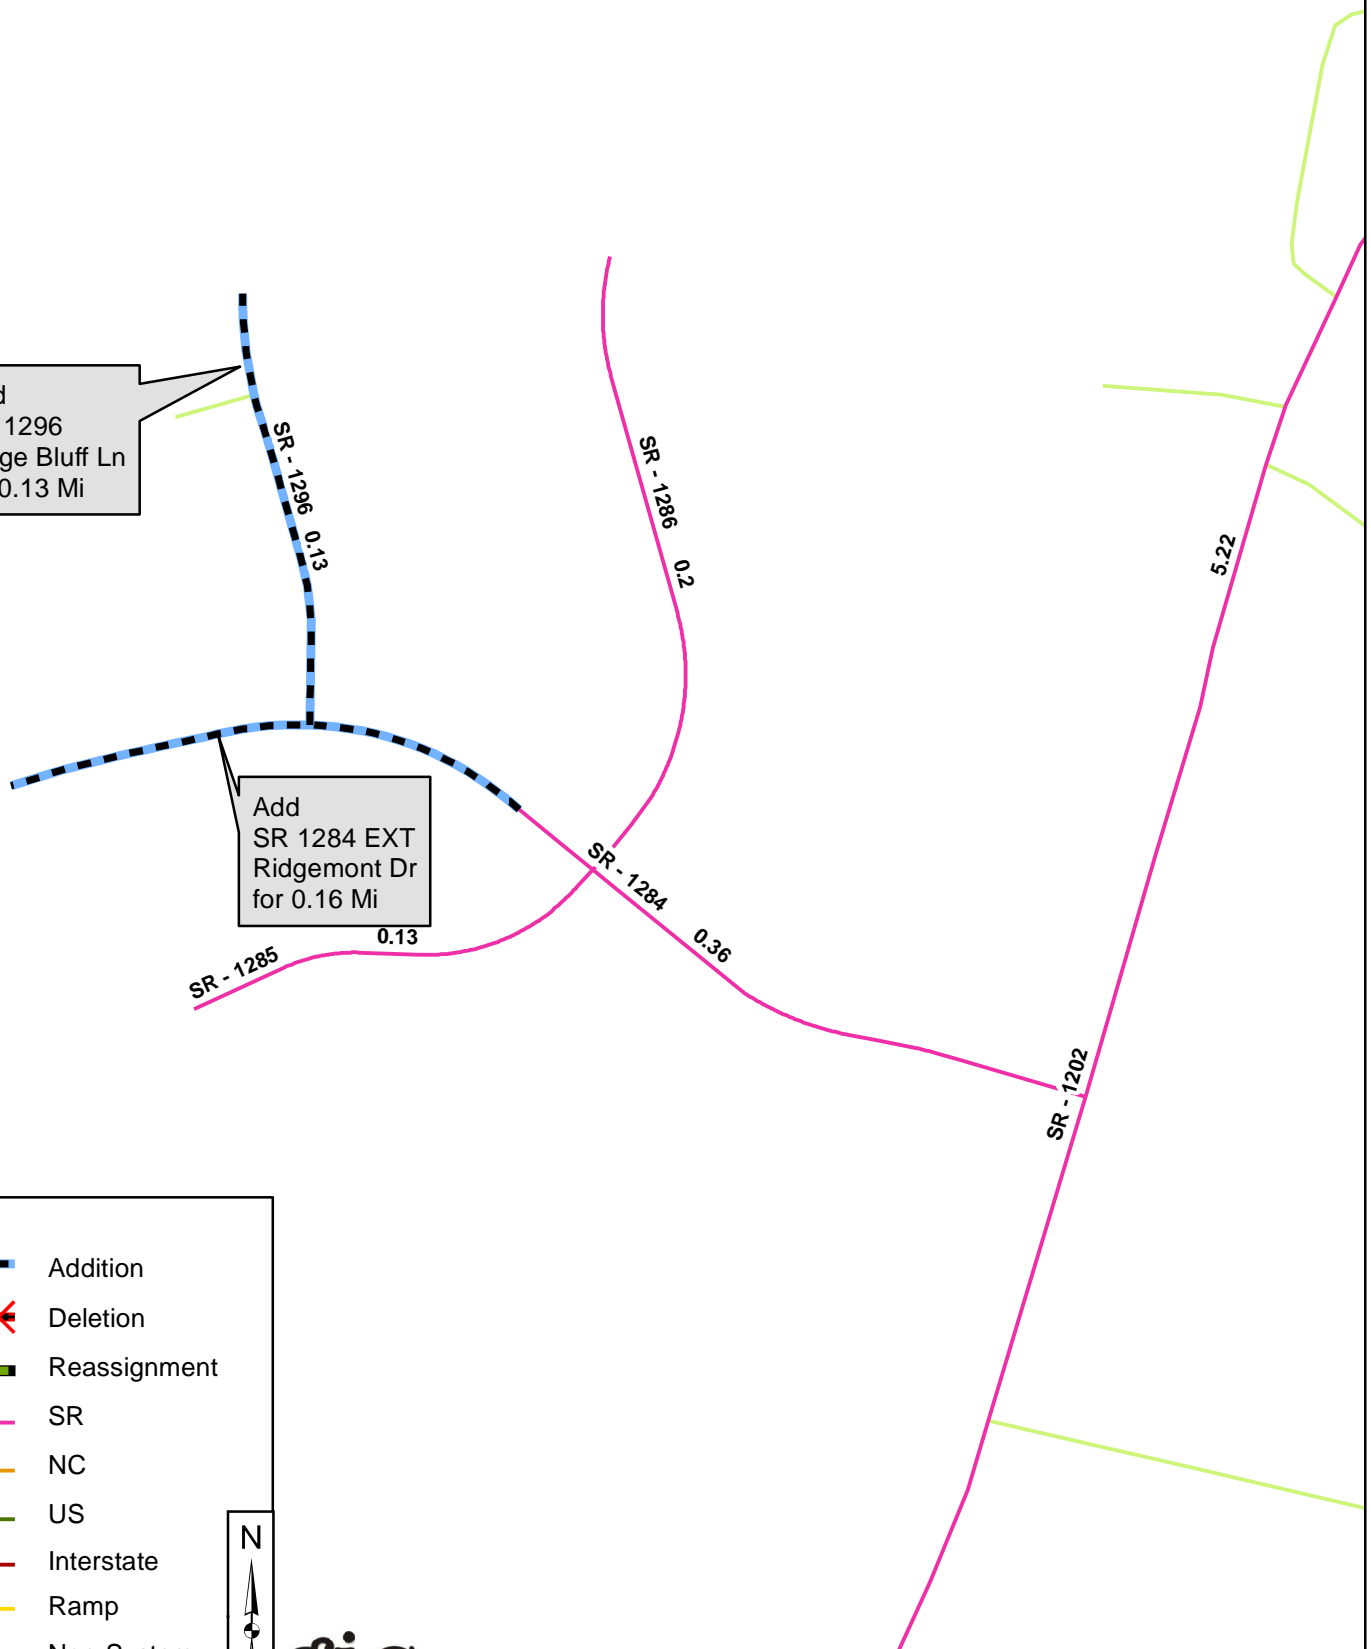 1296
ge Bluff Ln
0.13 Mi
SR - 1296 0.13
SR - 1286 0.2
5.22
Add
SR 1284 EXT
Ridgemont Dr
for 0.16 Mi
SR - 1284 0.36
SR - 1285 0.13
SR - 1202
Addition
Deletion
Reassignment
SR
NC
US
Interstate
Ramp
N